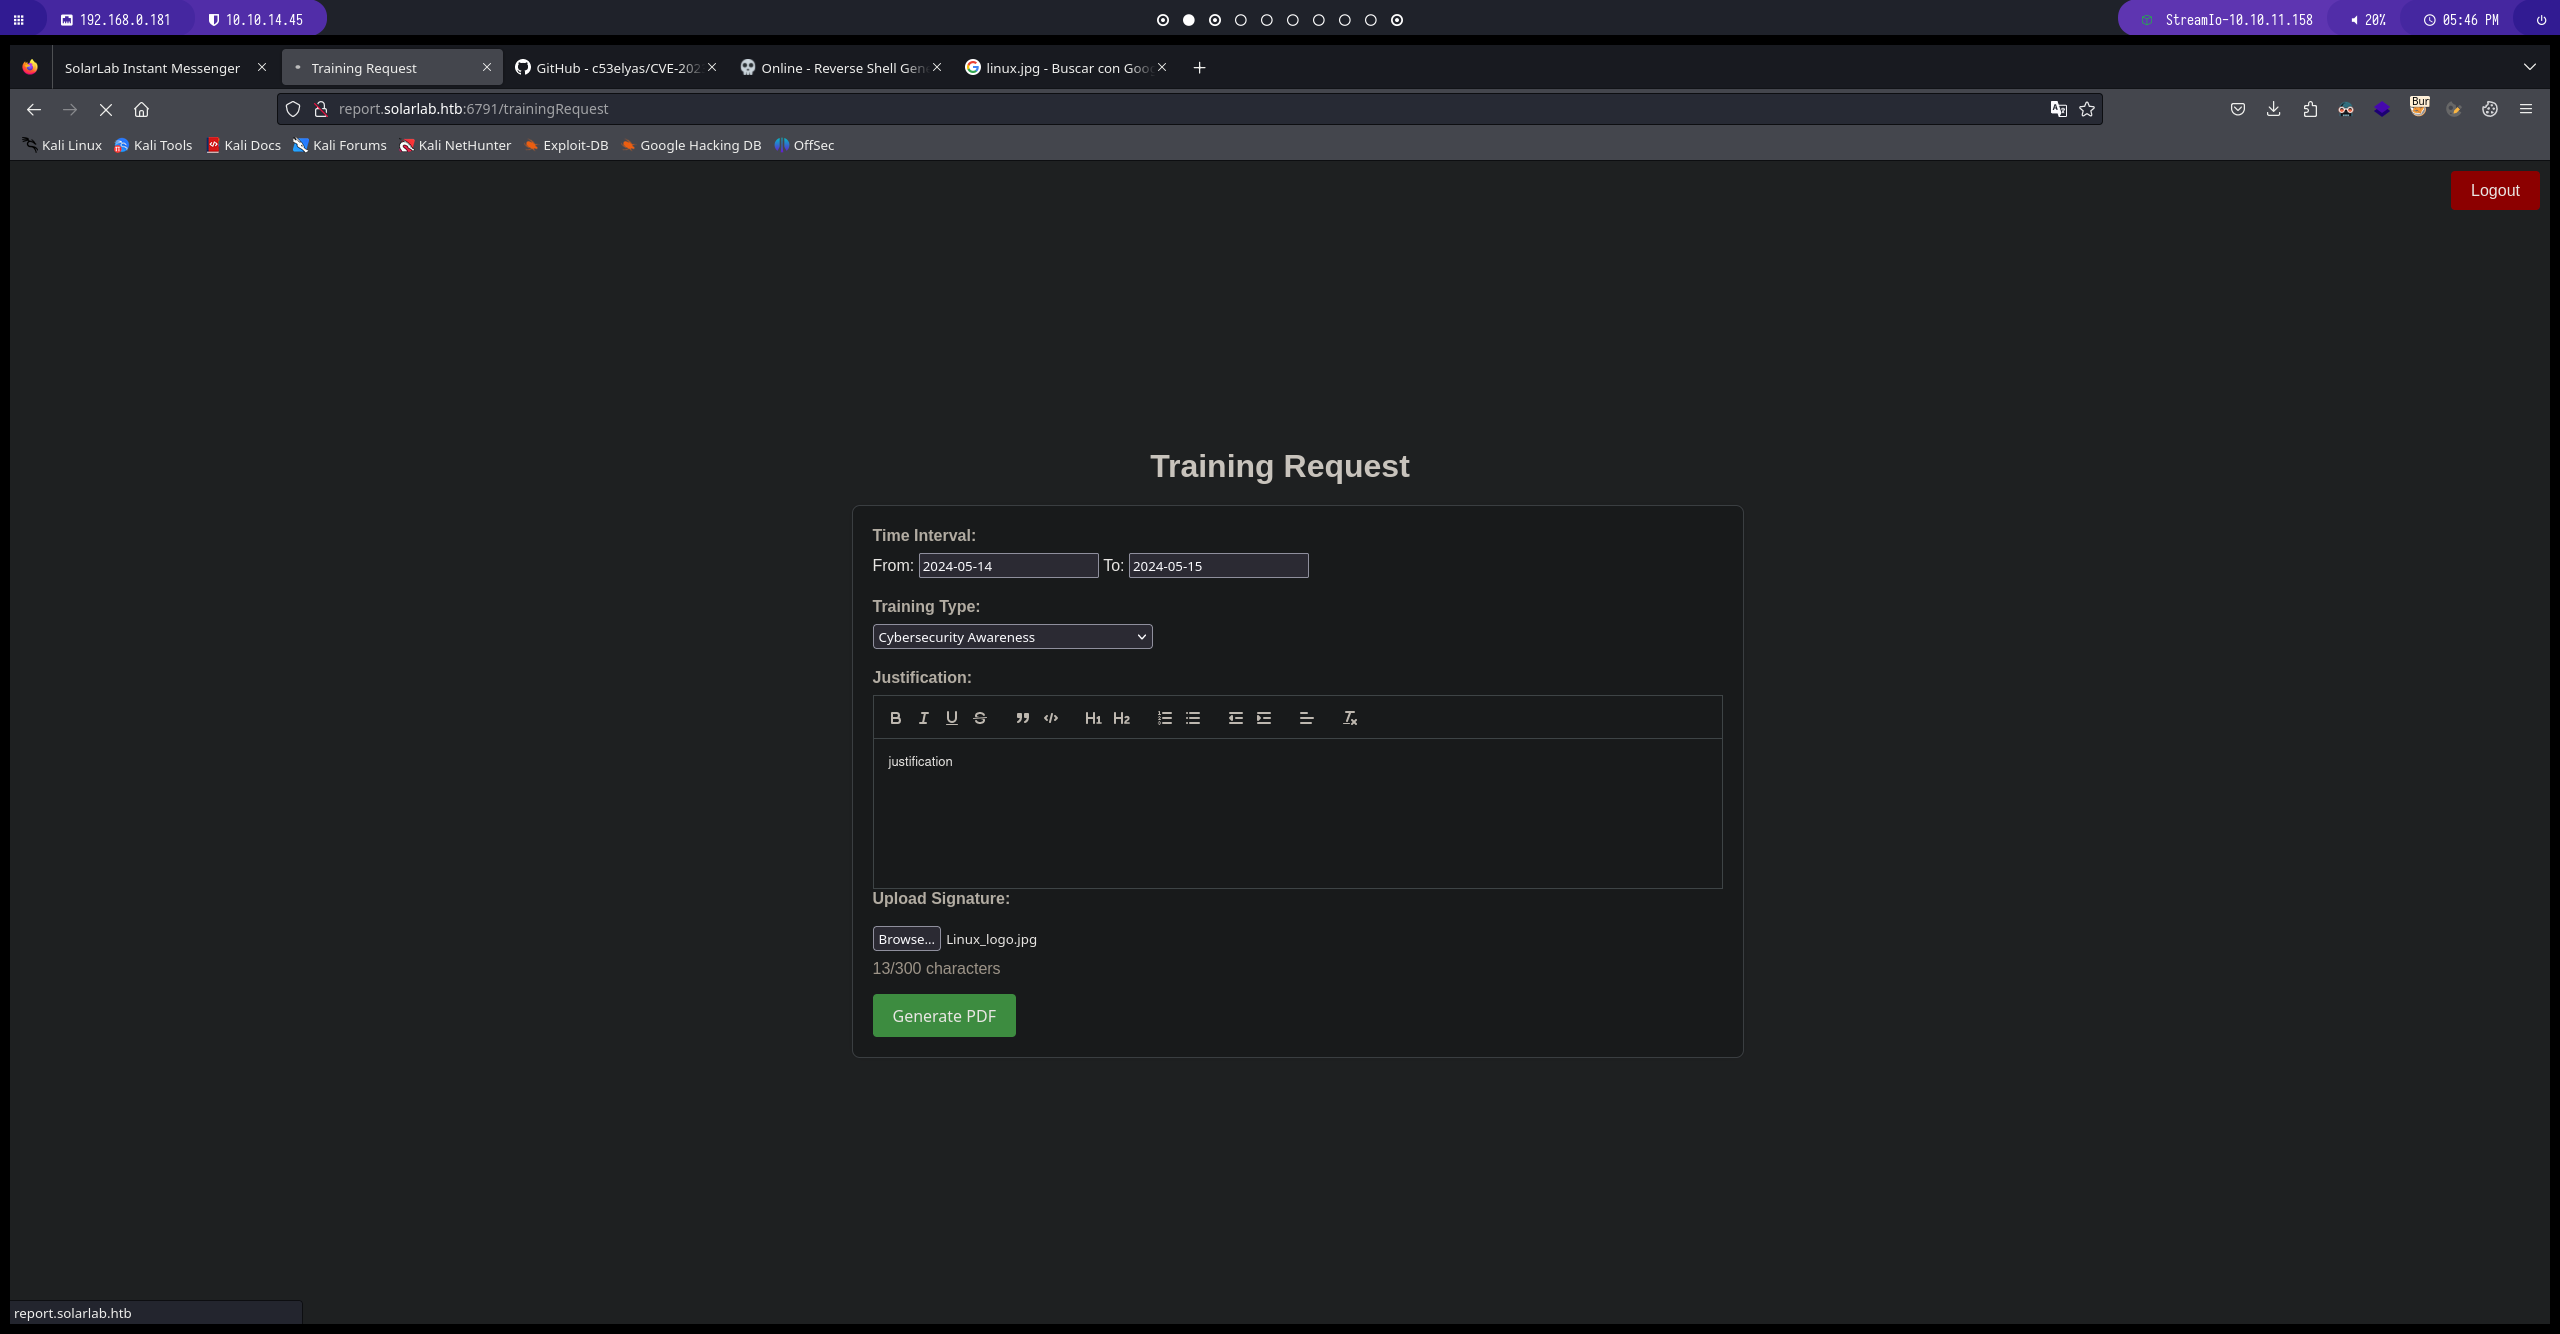 192.168.0.181 10.10.14.45 StreamIo-10.10.11.158 20% 05:46 PM
SolarLab Instant Messenger Training Request GitHub - c53elyas/CVE-202 Online - Reverse Shell Gen linux.jpg - Buscar con Goo
report.solarlab.htb:6791/trainingRequest Bur
Kali Linux Kali Tools Kali Docs Kali Forums Kali NetHunter Exploit-DB Google Hacking DB OffSec
Logout
Training Request
Time Interval:
From: 2024-05-14 To: 2024-05-15
Training Type:
Cybersecurity Awareness
Justification:
B I U S H1 H2
justification
Upload Signature:
Browse... Linux_logo.jpg
13/300 characters
Generate PDF
report.solarlab.htb